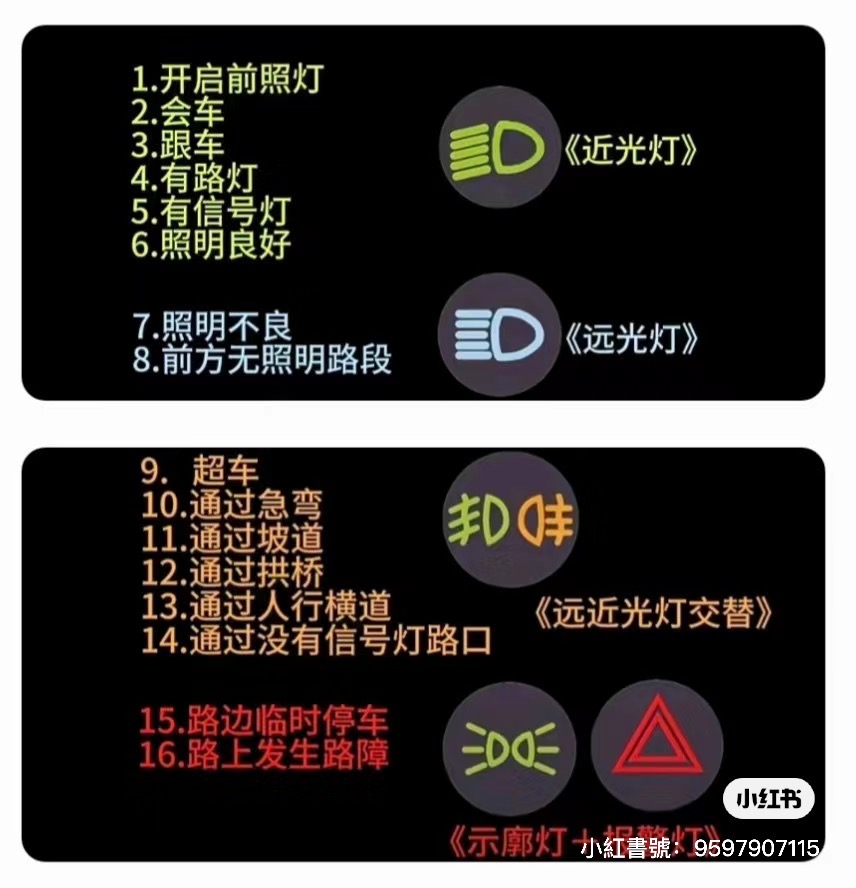 1.开启前照灯
2.会车
3.跟车
4.有路灯
5.有信号灯
6.照明良好
《近光灯》
7.照明不良
8.前方无照明路段
《远光灯》
9. 超车
10.通过急弯
11.通过坡道
12.通过拱桥
13.通过人行横道
14.通过没有信号灯路口
《远近光灯交替》
15.路边临时停车
16.路上发生路障
《示廓灯＋报警灯》
小红书
小紅書號：9597907115